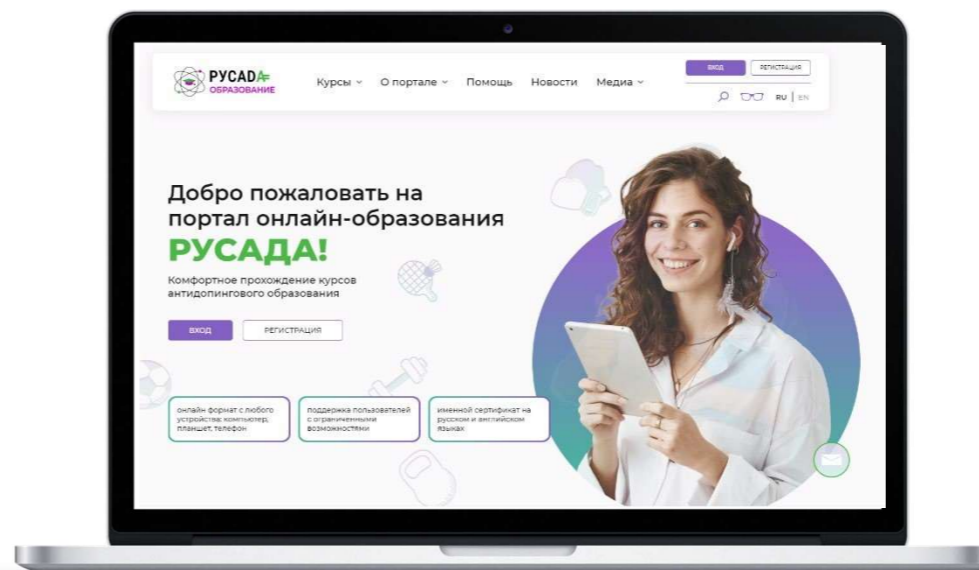 РУСАДА
ОБРАЗОВАНИЕ
Курсы
О портале
Помощь
Новости
Медиа
ВХОД
РЕГИСТРАЦИЯ
RU | EN
Добро пожаловать на
портал онлайн-образования
РУСАДА!
Комфортное прохождение курсов
антидопингового образования
ВХОД
РЕГИСТРАЦИЯ
онлайн формат с любого
устройства: компьютер,
планшет, телефон
поддержка пользователей
с ограниченными
возможностями
именной сертификат на
русском и английском
языках